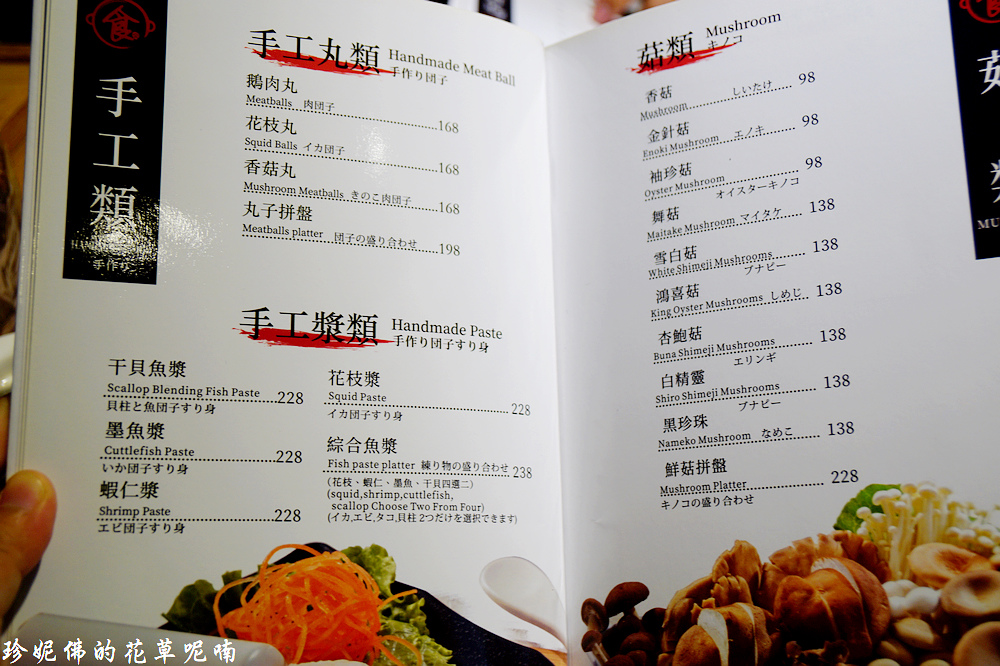 食
手工類
手作り
手工丸類 Handmade Meat Ball
手作り団子
鵝肉丸
Meatballs 肉団子 168
花枝丸
Squid Balls イカ団子 168
香菇丸
Mushroom Meatballs きのこ肉団子 168
丸子拼盤
Meatballs platter 団子の盛り合わせ 198
手工漿類 Handmade Paste
手作り団子すり身
干貝魚漿
Scallop Blending Fish Paste 228
貝柱と魚団子すり身
墨魚漿
Cuttlefish Paste 228
いか団子すり身
蝦仁漿
Shrimp Paste 228
エビ団子すり身
花枝漿
Squid Paste 228
イカ団子すり身
綜合魚漿
Fish paste platter 練り物の盛り合わせ 238
(花枝、蝦仁、墨魚、干貝四選二)
(squid,shrimp,cuttlefish,
scallop Choose Two From Four)
(イカ,エビ,タコ,貝柱 2つだけを選択できます)
菇類 Mushroom
キノコ
香菇
Mushroom しいたけ 98
金針菇
Enoki Mushroom エノキ 98
袖珍菇
Oyster Mushroom 98
オイスターキノコ
舞菇
Maitake Mushroom マイタケ 138
雪白菇
White Shimeji Mushrooms 138
ブナピー
鴻喜菇
King Oyster Mushrooms しめじ 138
杏鮑菇
Buna Shimeji Mushrooms 138
エリンギ
白精靈
Shiro Shimeji Mushrooms 138
ブナピー
黑珍珠
Nameko Mushroom なめこ 138
鮮菇拼盤
Mushroom Platter 228
キノコの盛り合わせ
珍妮佛的花草呢喃